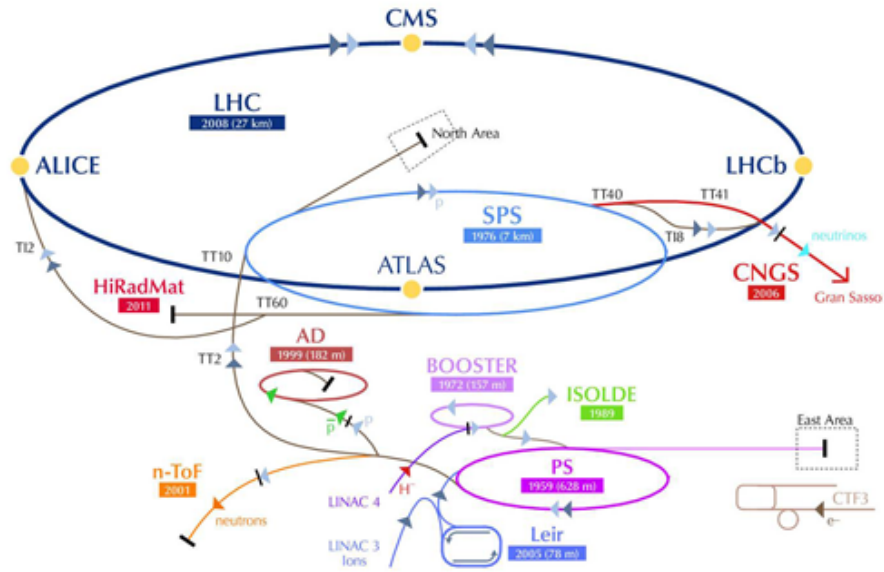 CMS
LHC
2008 (27 km)
North Area
ALICE
LHCb
TT40
TT41
p
SPS
1976 (7 km)
TI8
neutrinos
TI2
TT10
ATLAS
CNGS
2006
Gran Sasso
HiRadMat
2011
TT60
AD
1999 (182 m)
TT2
BOOSTER
1972 (157 m)
ISOLDE
1989
p̅
p
East Area
n-ToF
2001
PS
1959 (628 m)
H⁻
LINAC 4
neutrons
CTF3
e–
LINAC 3
Ions
Leir
2005 (78 m)